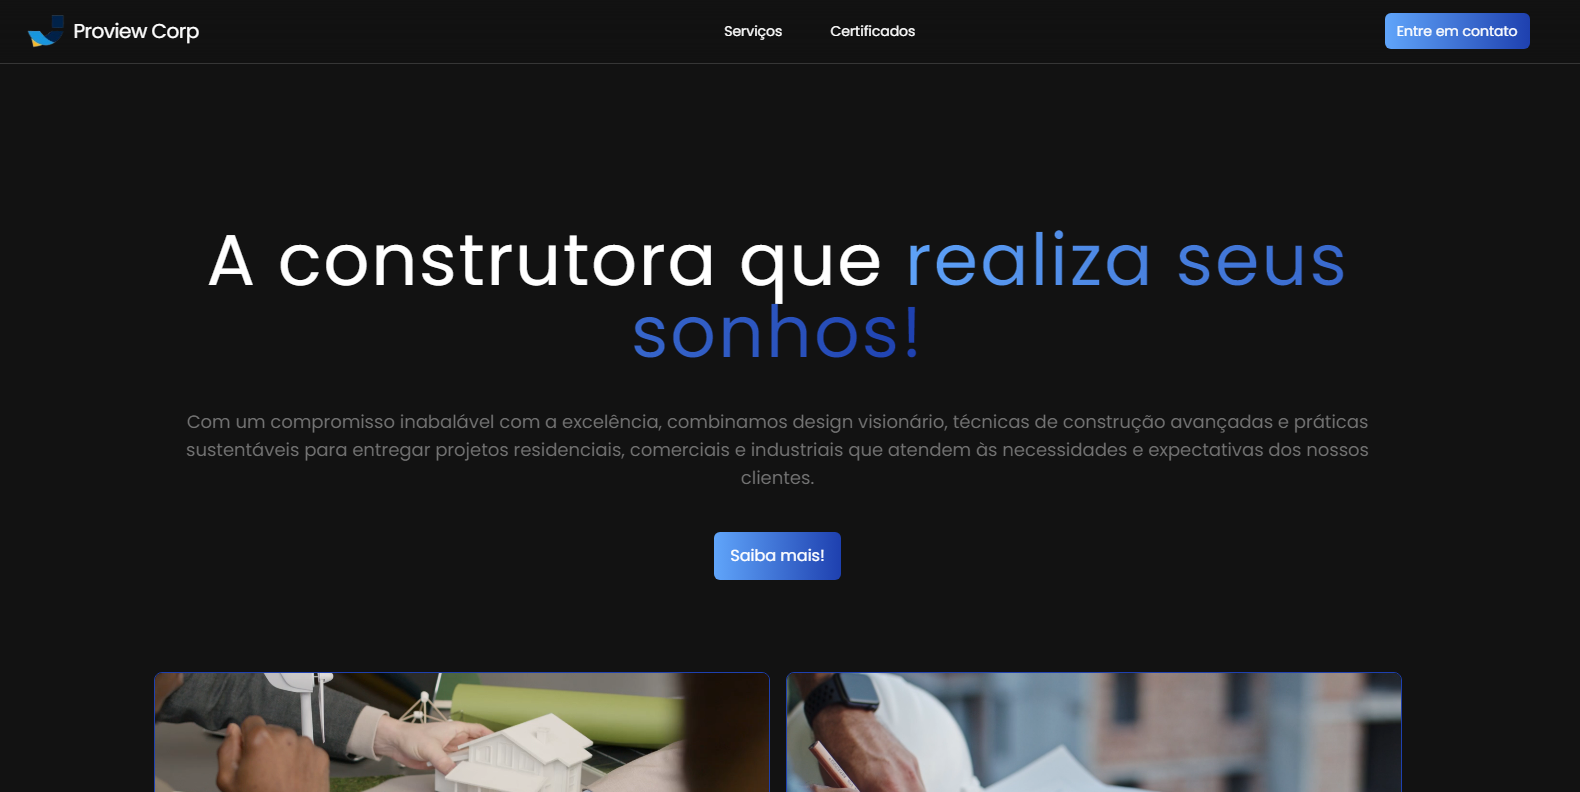 Proview Corp
Serviços
Certificados
Entre em contato
A construtora que realiza seus
sonhos!
Com um compromisso inabalável com a excelência, combinamos design visionário, técnicas de construção avançadas e práticas
sustentáveis para entregar projetos residenciais, comerciais e industriais que atendem às necessidades e expectativas dos nossos
clientes.
Saiba mais!